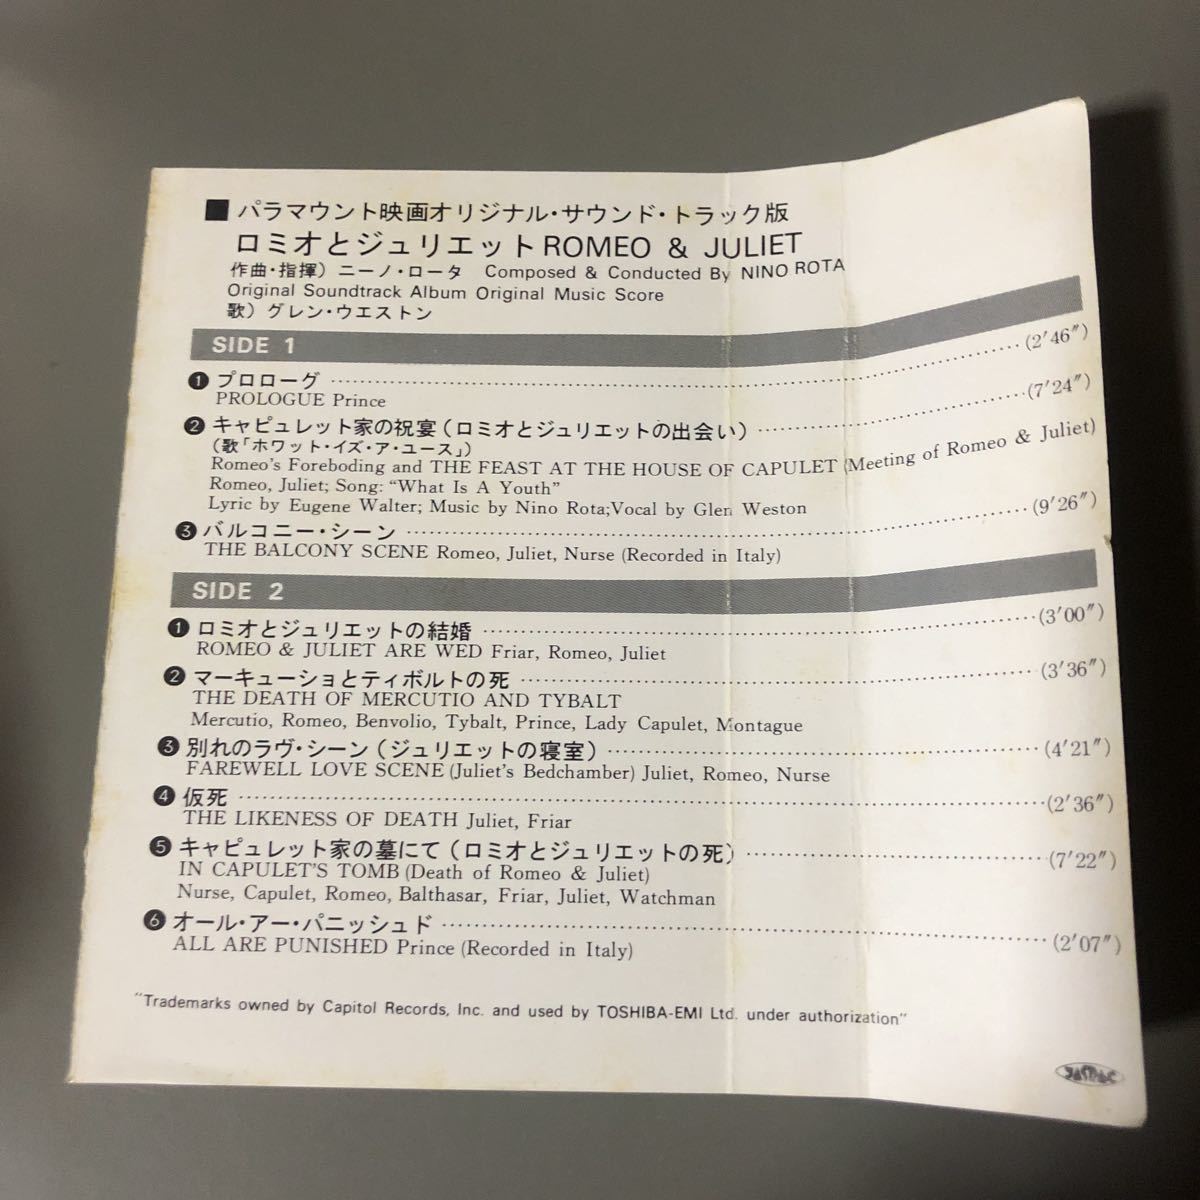 ■ パラマウント映画オリジナル・サウンド・トラック版
ロミオとジュリエット ROMEO & JULIET
作曲・指揮）ニーノ・ロータ Composed & Conducted By NINO ROTA
Original Soundtrack Album Original Music Score
歌）グレン・ウエストン
SIDE 1
❶ プロローグ ……(2′46″)
PROLOGUE Prince
❷ キャピュレット家の祝宴（ロミオとジュリエットの出会い）……(7′24″)
（歌「ホワット・イズ・ア・ユース」）
Romeo's Foreboding and THE FEAST AT THE HOUSE OF CAPULET (Meeting of Romeo & Juliet)
Romeo, Juliet; Song: “What Is A Youth”
Lyric by Eugene Walter; Music by Nino Rota;Vocal by Glen Weston
❸ バルコニー・シーン ……(9′26″)
THE BALCONY SCENE Romeo, Juliet, Nurse (Recorded in Italy)
SIDE 2
❶ ロミオとジュリエットの結婚 ……(3′00″)
ROMEO & JULIET ARE WED Friar, Romeo, Juliet
❷ マーキューショとティボルトの死 ……(3′36″)
THE DEATH OF MERCUTIO AND TYBALT
Mercutio, Romeo, Benvolio, Tybalt, Prince, Lady Capulet, Montague
❸ 別れのラヴ・シーン（ジュリエットの寝室）……(4′21″)
FAREWELL LOVE SCENE (Juliet's Bedchamber) Juliet, Romeo, Nurse
❹ 仮死 ……(2′36″)
THE LIKENESS OF DEATH Juliet, Friar
❺ キャピュレット家の墓にて（ロミオとジュリエットの死）……(7′22″)
IN CAPULET'S TOMB (Death of Romeo & Juliet)
Nurse, Capulet, Romeo, Balthasar, Friar, Juliet, Watchman
❻ オール・アー・パニッシュド ……(2′07″)
ALL ARE PUNISHED Prince (Recorded in Italy)
"Trademarks owned by Capitol Records, Inc. and used by TOSHIBA-EMI Ltd. under authorization"
JASRAC